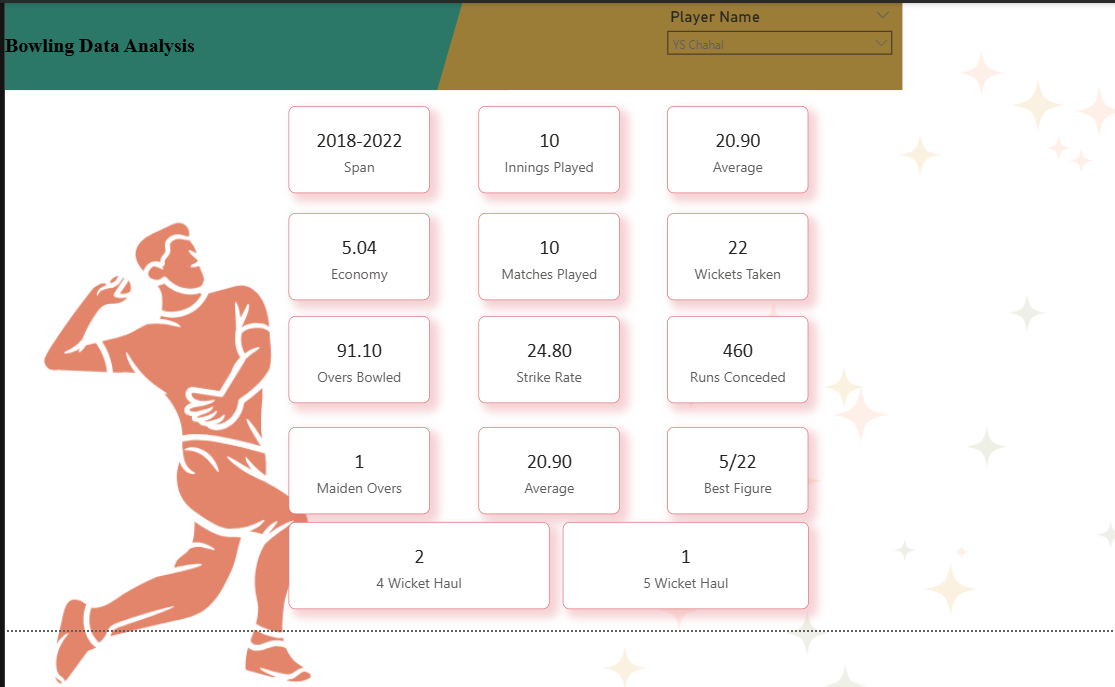 Player Name
Bowling Data Analysis
YS Chahal
2018-2022
Span
10
Innings Played
20.90
Average
5.04
Economy
10
Matches Played
22
Wickets Taken
91.10
Overs Bowled
24.80
Strike Rate
460
Runs Conceded
1
Maiden Overs
20.90
Average
5/22
Best Figure
2
4 Wicket Haul
1
5 Wicket Haul